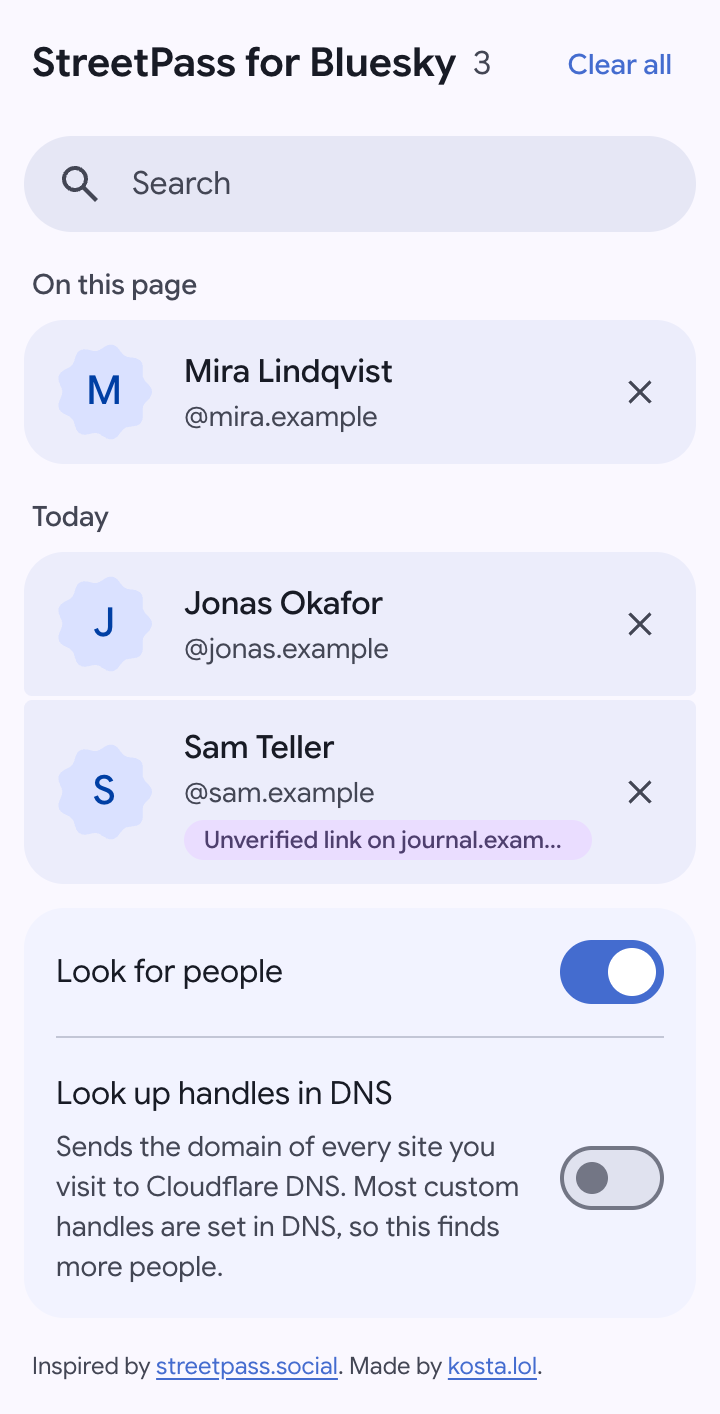 StreetPass for Bluesky 3 Clear all
Search
On this page
M
Mira Lindqvist
@mira.example
Today
J
Jonas Okafor
@jonas.example
S
Sam Teller
@sam.example
Unverified link on journal.exam...
Look for people
Look up handles in DNS
Sends the domain of every site you
visit to Cloudflare DNS. Most custom
handles are set in DNS, so this finds
more people.
Inspired by streetpass.social. Made by kosta.lol.